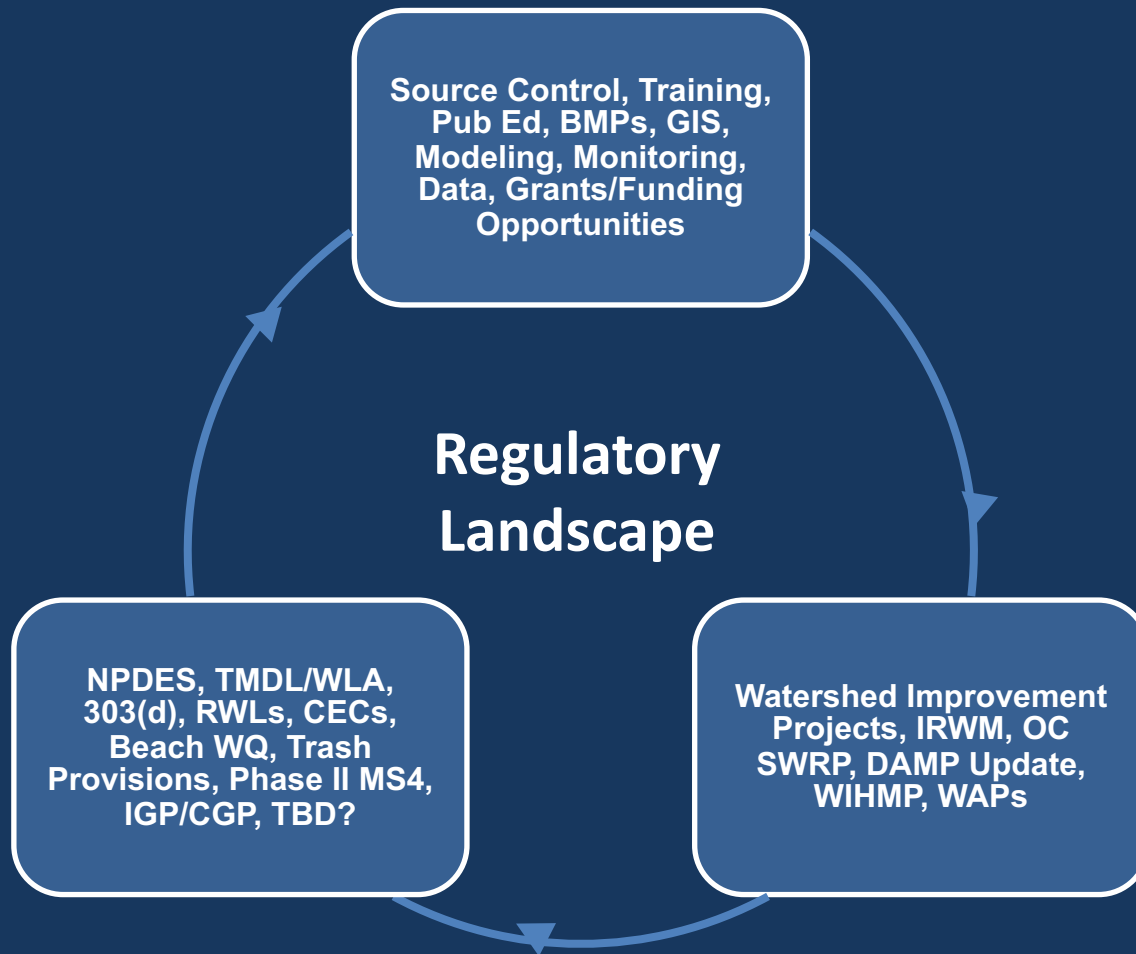 Source Control, Training,
Pub Ed, BMPs, GIS,
Modeling, Monitoring,
Data, Grants/Funding
Opportunities
Regulatory
Landscape
NPDES, TMDL/WLA,
303(d), RWLs, CECs,
Beach WQ, Trash
Provisions, Phase II MS4,
IGP/CGP, TBD?
Watershed Improvement
Projects, IRWM, OC
SWRP, DAMP Update,
WIHMP, WAPs